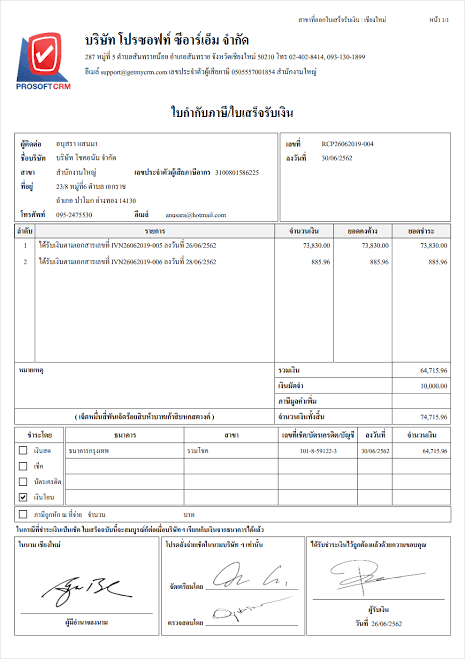 สาขาที่ออกใบเสร็จรับเงิน : เชียงใหม่ หน้า 1/1
บริษัท โปรซอฟท์ ซีอาร์เอ็ม จำกัด
287 หมู่ที่ 5 ตำบลสันทรายน้อย อำเภอสันทราย จังหวัดเชียงใหม่ 50210 โทร 02-402-8414, 093-130-1899
อีเมล์ support@getmycrm.com เลขประจำตัวผู้เสียภาษี 0505557001854 สำนักงานใหญ่
PROSOFTCRM
ใบกำกับภาษี/ใบเสร็จรับเงิน
ผู้ติดต่อ อนุสรา แสนมา
ชื่อบริษัท บริษัท ไชคอนัน จำกัด
สาขา สำนักงานใหญ่ เลขประจำตัวผู้เสียภาษีอากร 3100801586225
ที่อยู่ 23/8 หมู่ที่6 ตำบล เอกราช
อำเภอ ป่าโมก อ่างทอง 14130
โทรศัพท์ 095-2475530 อีเมล์ anusara@hotmail.com
เลขที่ RCP26062019-004
ลงวันที่ 30/06/2562
ลำดับ รายการ จำนวนเงิน ยอดคงค้าง ยอดชำระ
1 ได้รับเงินตามเอกสารเลขที่ IVN26062019-005 ลงวันที่ 26/06/2562 73,830.00 73,830.00 73,830.00
2 ได้รับเงินตามเอกสารเลขที่ IVN26062019-006 ลงวันที่ 28/06/2562 885.96 885.96 885.96
หมายเหตุ
รวมเงิน 64,715.96
เงินมัดจำ 10,000.00
ภาษีมูลค่าเพิ่ม
( เจ็ดหมื่นสี่พันเจ็ดร้อยสิบห้าบาทเก้าสิบหกสตางค์ ) จำนวนเงินทั้งสิ้น 74,715.96
ชำระโดย ธนาคาร สาขา เลขที่เช็ค/บัตรเครดิต/บัญชี ลงวันที่ จำนวนเงิน
เงินสด ธนาคารกรุงเทพ รวมโชค 101-8-59122-3 30/06/2562 64,715.96
เช็ค
บัตรเครดิต
เงินโอน
ภาษีถูกหัก ณ ที่จ่าย จำนวน บาท
ในกรณีที่ชำระเงินเป็นเช็ค ใบเสร็จฉบับนี้จะสมบูรณ์ก็ต่อเมื่อบริษัทฯ เรียกเก็บเงินจากธนาคารได้แล้ว
ในนาม เชียงใหม่
ผู้มีอำนาจลงนาม
โปรดสั่งจ่ายเช็คในนามบริษัท ฯ เท่านั้น
จัดเตรียมโดย
ตรวจสอบโดย
ได้รับชำระเงินไว้ถูกต้องแล้วด้วยความขอบคุณ
ผู้รับเงิน
วันที่ 26/06/2562